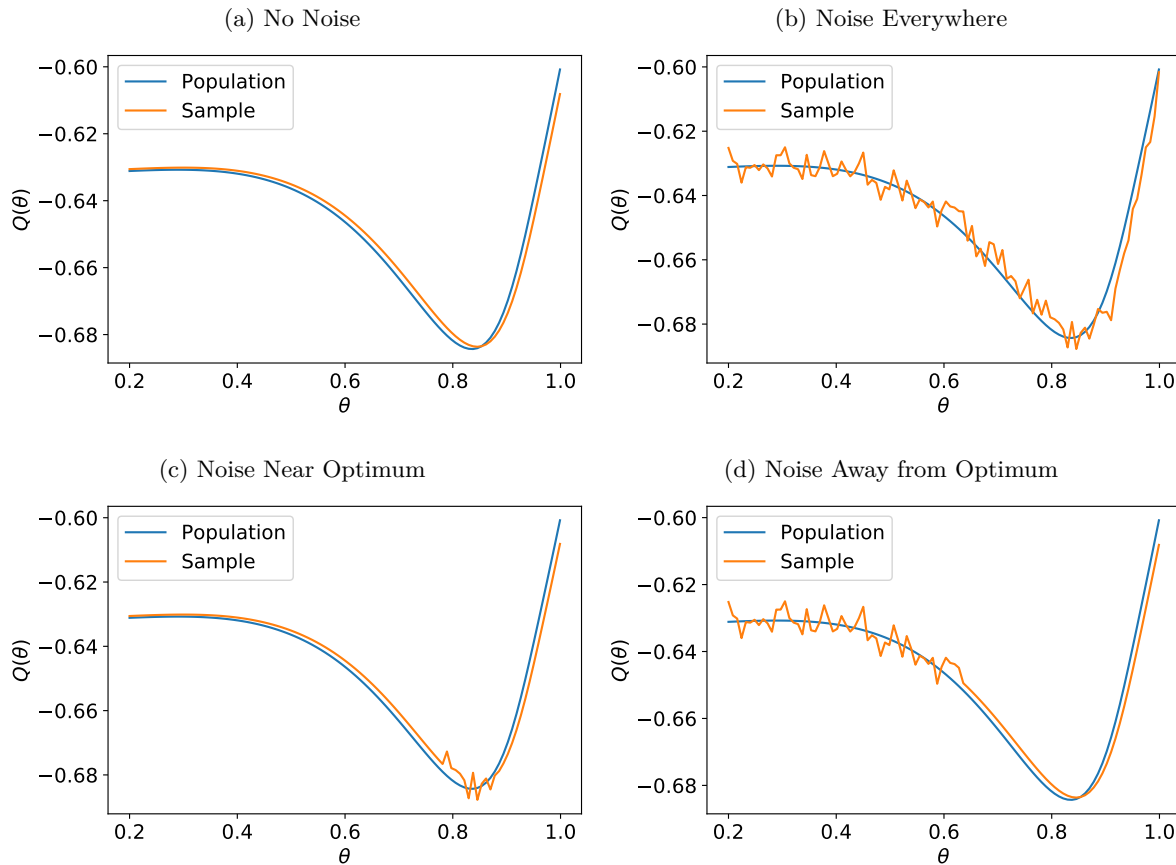 (a) No Noise
Population
Sample
−0.60
−0.62
−0.64
−0.66
−0.68
Q(θ)
0.2 0.4 0.6 0.8 1.0
θ
(b) Noise Everywhere
Population
Sample
−0.60
−0.62
−0.64
−0.66
−0.68
Q(θ)
0.2 0.4 0.6 0.8 1.0
θ
(c) Noise Near Optimum
Population
Sample
−0.60
−0.62
−0.64
−0.66
−0.68
Q(θ)
0.2 0.4 0.6 0.8 1.0
θ
(d) Noise Away from Optimum
Population
Sample
−0.60
−0.62
−0.64
−0.66
−0.68
Q(θ)
0.2 0.4 0.6 0.8 1.0
θ